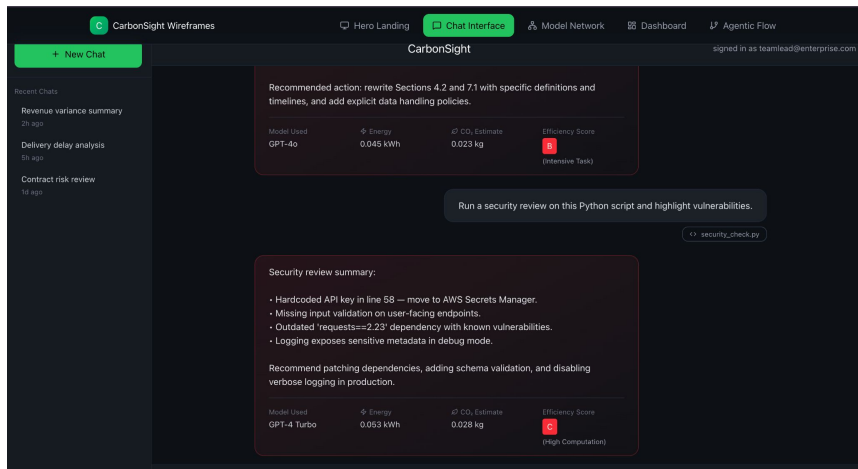 C CarbonSight Wireframes
Hero Landing
Chat Interface
Model Network
Dashboard
Agentic Flow
+ New Chat
CarbonSight
signed in as teamlead@enterprise.com
Recent Chats
Revenue variance summary
2h ago
Delivery delay analysis
5h ago
Contract risk review
1d ago
Recommended action: rewrite Sections 4.2 and 7.1 with specific definitions and
timelines, and add explicit data handling policies.
Model Used
GPT-4o
Energy
0.045 kWh
CO₂ Estimate
0.023 kg
Efficiency Score
B
(Intensive Task)
Run a security review on this Python script and highlight vulnerabilities.
<> security_check.py
Security review summary:
• Hardcoded API key in line 58 — move to AWS Secrets Manager.
• Missing input validation on user-facing endpoints.
• Outdated 'requests==2.23' dependency with known vulnerabilities.
• Logging exposes sensitive metadata in debug mode.
Recommend patching dependencies, adding schema validation, and disabling
verbose logging in production.
Model Used
GPT-4 Turbo
Energy
0.053 kWh
CO₂ Estimate
0.028 kg
Efficiency Score
C
(High Computation)